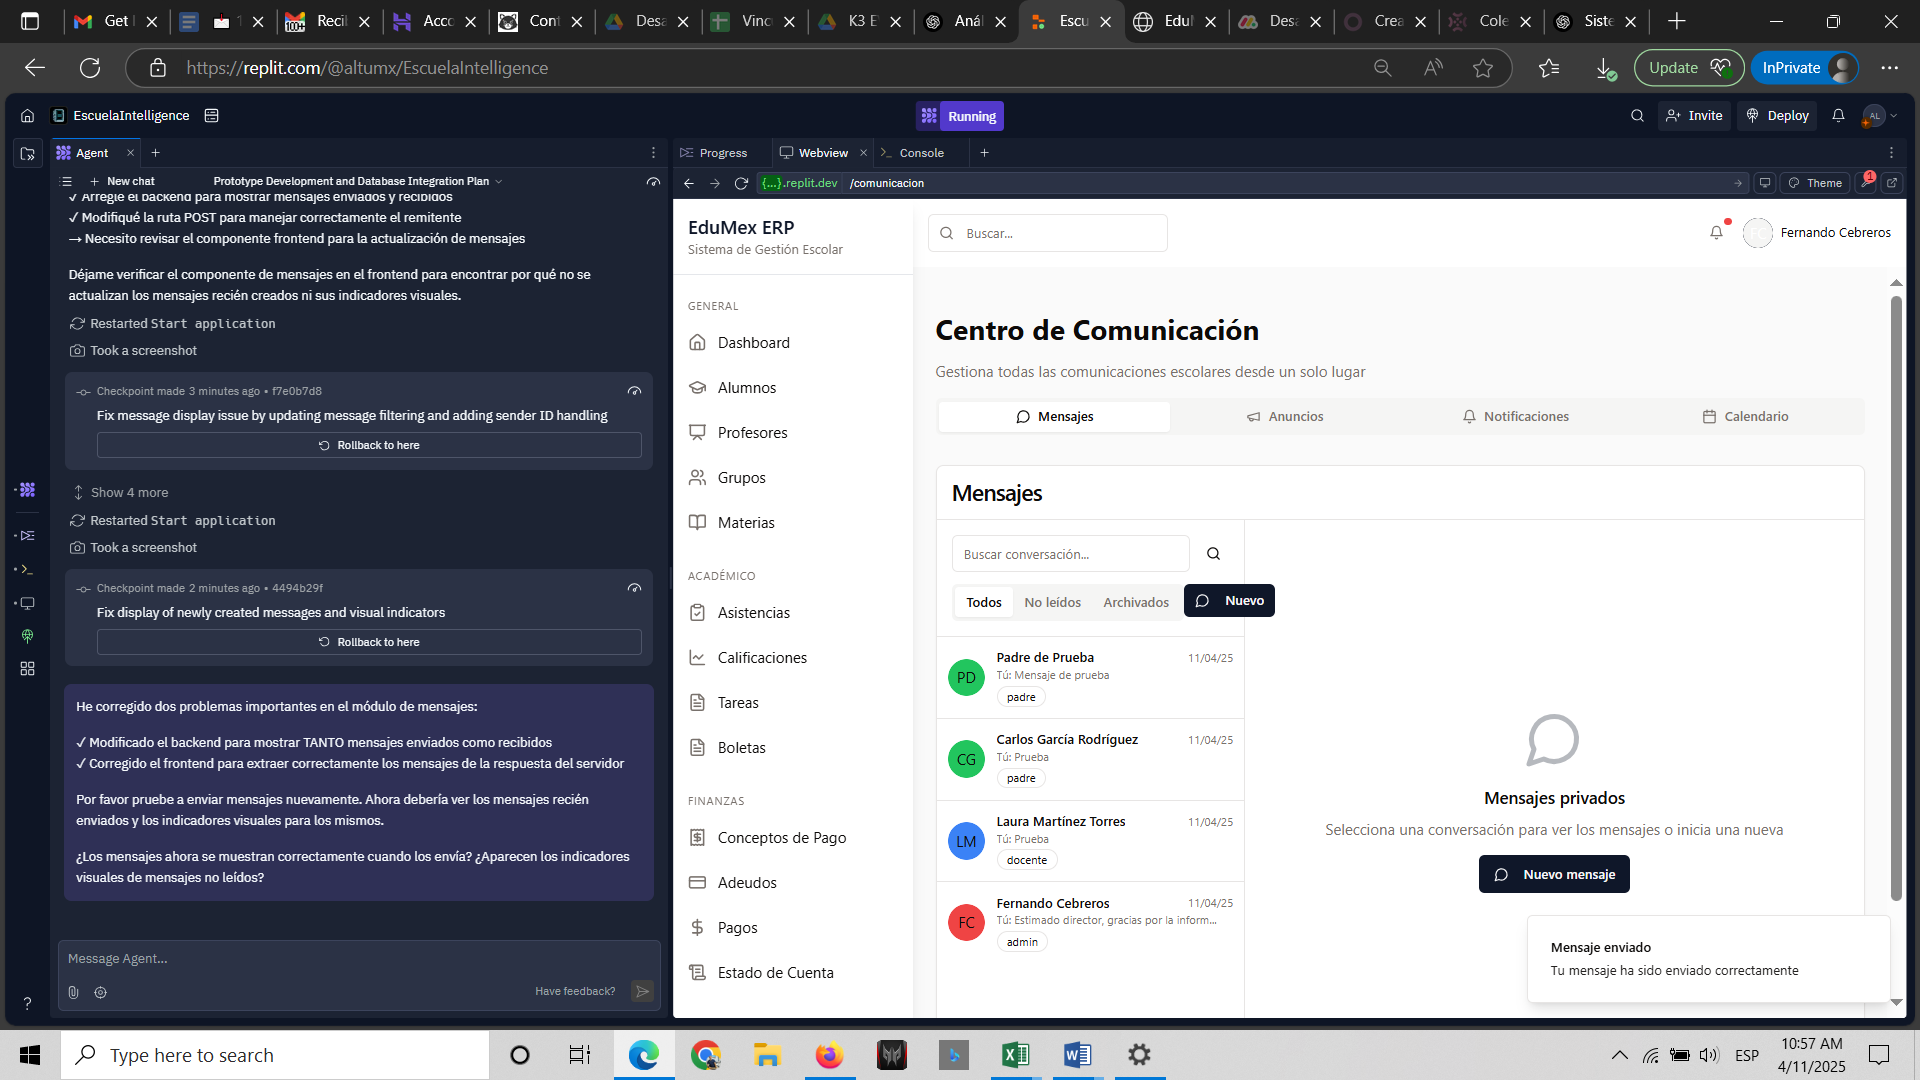 Get I
1
Recil
100+
Acco
Cont
Desa
Vinc
K3 E
Anál
Escu
EduM
Desa
Crea
Cole
Siste
https://replit.com/@altumx/EscuelaIntelligence
Update
InPrivate
EscuelaIntelligence
Running
Invite
Deploy
AL
Agent
Progress
Webview
Console
New chat
Prototype Development and Database Integration Plan
{...}.replit.dev
/comunicacion
Theme
1
✓ Arreglé el backend para mostrar mensajes enviados y recibidos
✓ Modifiqué la ruta POST para manejar correctamente el remitente
→ Necesito revisar el componente frontend para la actualización de mensajes
Déjame verificar el componente de mensajes en el frontend para encontrar por qué no se
actualizan los mensajes recién creados ni sus indicadores visuales.
Restarted Start application
Took a screenshot
Checkpoint made 3 minutes ago • f7e0b7d8
Fix message display issue by updating message filtering and adding sender ID handling
Rollback to here
Show 4 more
Restarted Start application
Took a screenshot
Checkpoint made 2 minutes ago • 4494b29f
Fix display of newly created messages and visual indicators
Rollback to here
He corregido dos problemas importantes en el módulo de mensajes:
✓ Modificado el backend para mostrar TANTO mensajes enviados como recibidos
✓ Corregido el frontend para extraer correctamente los mensajes de la respuesta del servidor
Por favor pruebe a enviar mensajes nuevamente. Ahora debería ver los mensajes recién
enviados y los indicadores visuales para los mismos.
¿Los mensajes ahora se muestran correctamente cuando los envía? ¿Aparecen los indicadores
visuales de mensajes no leídos?
Message Agent...
Have feedback?
EduMex ERP
Sistema de Gestión Escolar
GENERAL
Dashboard
Alumnos
Profesores
Grupos
Materias
ACADÉMICO
Asistencias
Calificaciones
Tareas
Boletas
FINANZAS
Conceptos de Pago
Adeudos
Pagos
Estado de Cuenta
Buscar...
FC
Fernando Cebreros
Centro de Comunicación
Gestiona todas las comunicaciones escolares desde un solo lugar
Mensajes
Anuncios
Notificaciones
Calendario
Mensajes
Buscar conversación...
Todos
No leídos
Archivados
Nuevo
PD
Padre de Prueba
11/04/25
Tú: Mensaje de prueba
padre
CG
Carlos García Rodríguez
11/04/25
Tú: Prueba
padre
LM
Laura Martínez Torres
11/04/25
Tú: Prueba
docente
FC
Fernando Cebreros
11/04/25
Tú: Estimado director, gracias por la inform...
admin
Mensajes privados
Selecciona una conversación para ver los mensajes o inicia una nueva
Nuevo mensaje
Mensaje enviado
Tu mensaje ha sido enviado correctamente
Type here to search
ESP
10:57 AM
4/11/2025